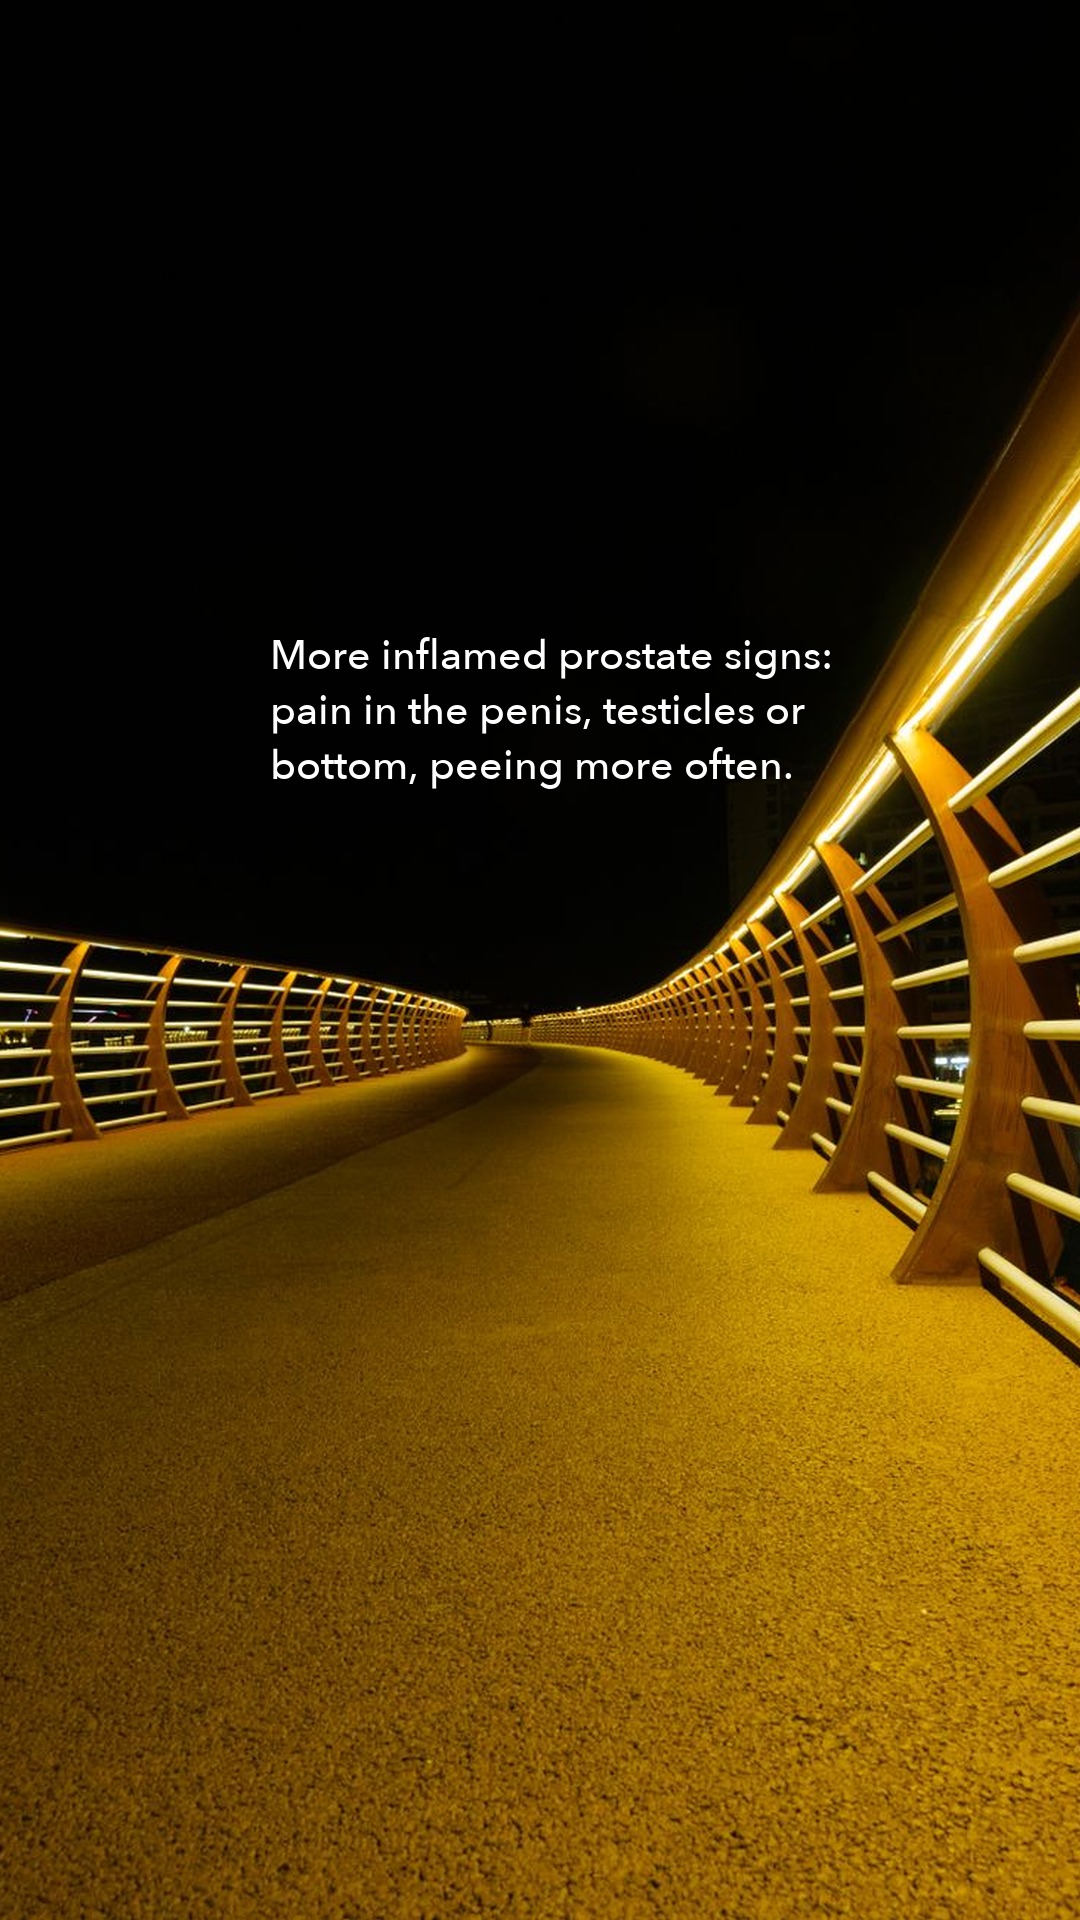 More inflamed prostate signs:
pain in the penis, testicles or
bottom, peeing more often.